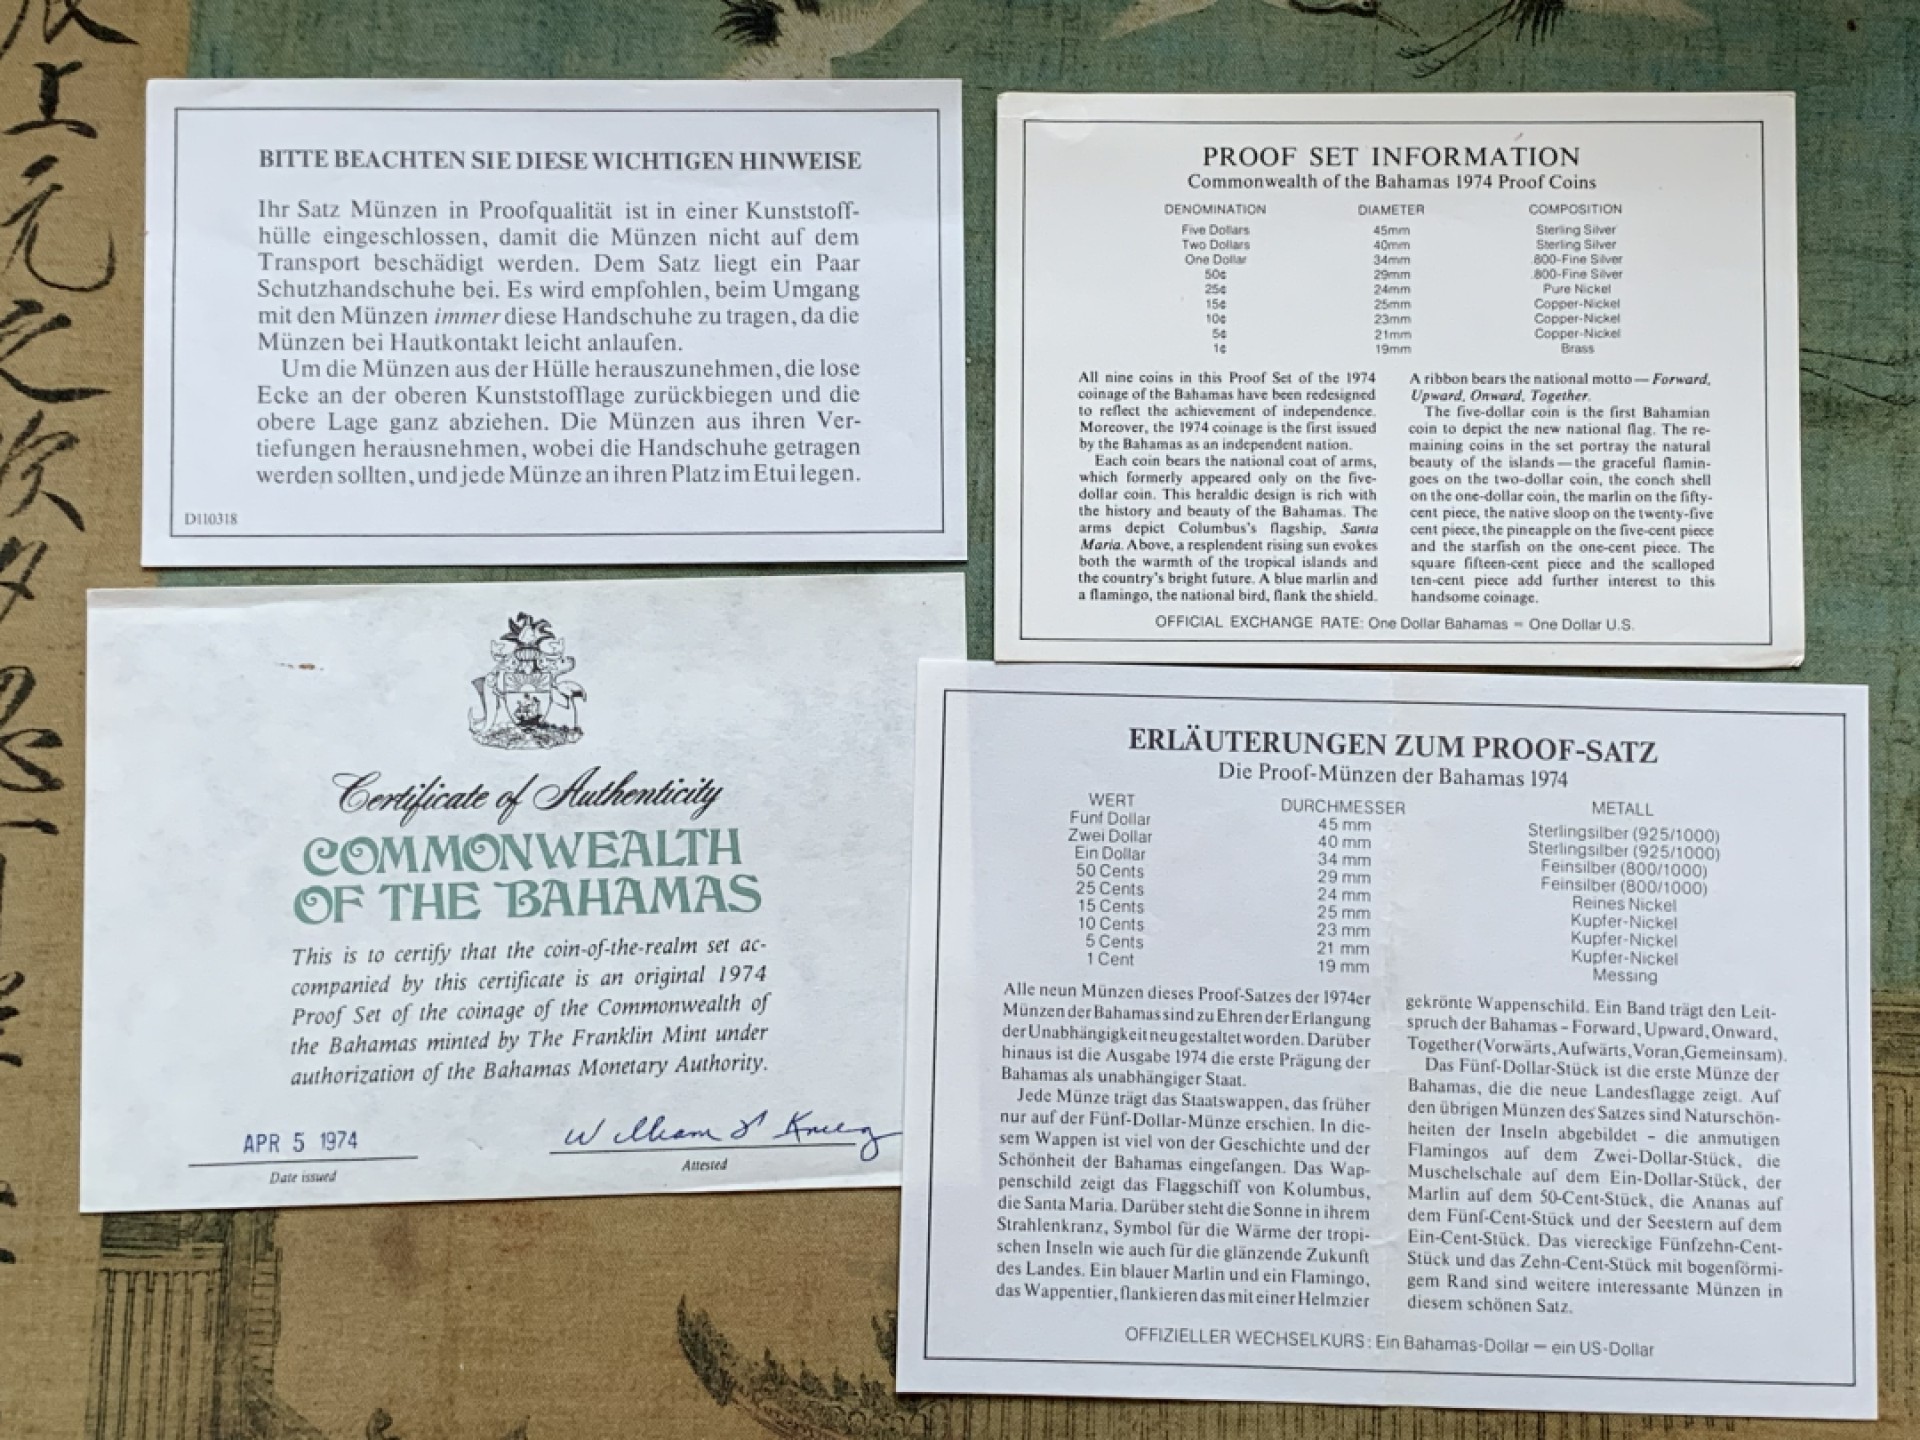 BITTE BEACHTEN SIE DIESE WICHTIGEN HINWEISE
Ihr Satz Münzen in Proofqualität ist in einer Kunststoff-
hülle eingeschlossen, damit die Münzen nicht auf dem
Transport beschädigt werden. Dem Satz liegt ein Paar
Schutzhandschuhe bei. Es wird empfohlen, beim Umgang
mit den Münzen immer diese Handschuhe zu tragen, da die
Münzen bei Hautkontakt leicht anlaufen.
Um die Münzen aus der Hülle herauszunehmen, die lose
Ecke an der oberen Kunststofflage zurückbiegen und die
obere Lage ganz abziehen. Die Münzen aus ihren Ver-
tiefungen herausnehmen, wobei die Handschuhe getragen
werden sollten, und jede Münze an ihren Platz im Etui legen.
D110318
PROOF SET INFORMATION
Commonwealth of the Bahamas 1974 Proof Coins
DENOMINATION DIAMETER COMPOSITION
Five Dollars 45mm Sterling Silver
Two Dollars 40mm Sterling Silver
One Dollar 34mm .800-Fine Silver
50¢ 29mm .800-Fine Silver
25¢ 24mm Pure Nickel
15¢ 25mm Copper-Nickel
10¢ 23mm Copper-Nickel
5¢ 21mm Copper-Nickel
1¢ 19mm Brass
All nine coins in this Proof Set of the 1974
coinage of the Bahamas have been redesigned
to reflect the achievement of independence.
Moreover, the 1974 coinage is the first issued
by the Bahamas as an independent nation.
Each coin bears the national coat of arms,
which formerly appeared only on the five-
dollar coin. This heraldic design is rich with
the history and beauty of the Bahamas. The
arms depict Columbus's flagship, Santa
Maria. Above, a resplendent rising sun evokes
both the warmth of the tropical islands and
the country's bright future. A blue marlin and
a flamingo, the national bird, flank the shield.
A ribbon bears the national motto — Forward,
Upward, Onward, Together.
The five-dollar coin is the first Bahamian
coin to depict the new national flag. The re-
maining coins in the set portray the natural
beauty of the islands — the graceful flamin-
goes on the two-dollar coin, the conch shell
on the one-dollar coin, the marlin on the fifty-
cent piece, the native sloop on the twenty-five
cent piece, the pineapple on the five-cent piece
and the starfish on the one-cent piece. The
square fifteen-cent piece and the scalloped
ten-cent piece add further interest to this
handsome coinage.
OFFICIAL EXCHANGE RATE: One Dollar Bahamas = One Dollar U.S.
Certificate of Authenticity
COMMONWEALTH
OF THE BAHAMAS
This is to certify that the coin-of-the-realm set ac-
companied by this certificate is an original 1974
Proof Set of the coinage of the Commonwealth of
the Bahamas minted by The Franklin Mint under
authorization of the Bahamas Monetary Authority.
APR 5 1974
Date issued
William
Attested
ERLÄUTERUNGEN ZUM PROOF-SATZ
Die Proof-Münzen der Bahamas 1974
WERT DURCHMESSER METALL
Funf Dollar 45 mm Sterlingsilber (925/1000)
Zwei Dollar 40 mm Sterlingsilber (925/1000)
Ein Dollar 34 mm Feinsilber (800/1000)
50 Cents 29 mm Feinsilber (800/1000)
25 Cents 24 mm Reines Nickel
15 Cents 25 mm Kupfer-Nickel
10 Cents 23 mm Kupfer-Nickel
5 Cents 21 mm Kupfer-Nickel
1 Cent 19 mm Messing
Alle neun Münzen dieses Proof-Satzes der 1974er
Münzen der Bahamas sind zu Ehren der Erlangung
der Unabhängigkeit neu gestaltet worden. Darüber
hinaus ist die Ausgabe 1974 die erste Prägung der
Bahamas als unabhängiger Staat.
Jede Münze trägt das Staatswappen, das früher
nur auf der Fünf-Dollar-Münze erschien. In die-
sem Wappen ist viel von der Geschichte und der
Schönheit der Bahamas eingefangen. Das Wap-
penschild zeigt das Flaggschiff von Kolumbus,
die Santa Maria. Darüber steht die Sonne in ihrem
Strahlenkranz, Symbol für die Wärme der tropi-
schen Inseln wie auch für die glänzende Zukunft
des Landes. Ein blauer Marlin und ein Flamingo,
das Wappentier, flankieren das mit einer Helmzier
gekrönte Wappenschild. Ein Band trägt den Leit-
spruch der Bahamas – Forward, Upward, Onward,
Together (Vorwärts, Aufwärts, Voran, Gemeinsam).
Das Fünf-Dollar-Stück ist die erste Münze der
Bahamas, die die neue Landesflagge zeigt. Auf
den übrigen Münzen des Satzes sind Naturschön-
heiten der Inseln abgebildet – die anmutigen
Flamingos auf dem Zwei-Dollar-Stück, die
Muschelschale auf dem Ein-Dollar-Stück, der
Marlin auf dem 50-Cent-Stück, die Ananas auf
dem Fünf-Cent-Stück und der Seestern auf dem
Ein-Cent-Stück. Das viereckige Fünfzehn-Cent-
Stück und das Zehn-Cent-Stück mit bogenförmi-
gem Rand sind weitere interessante Münzen in
diesem schönen Satz.
OFFIZIELLER WECHSELKURS: Ein Bahamas-Dollar = ein US-Dollar
上
元
之
次